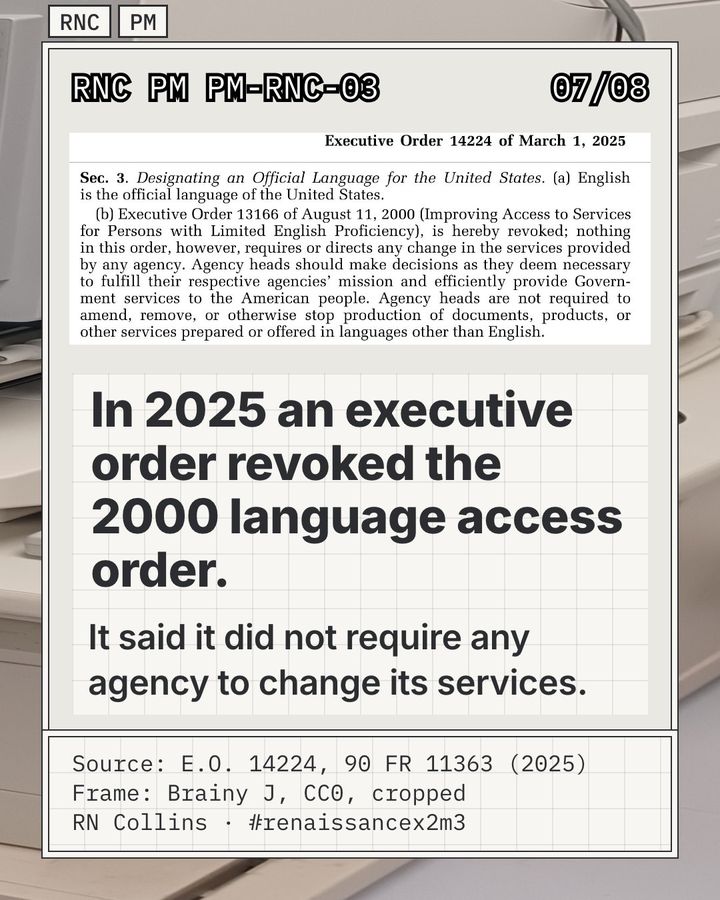 RNC PM
RNC PM PM-RNC-03 07/08
Executive Order 14224 of March 1, 2025
Sec. 3. Designating an Official Language for the United States. (a) English
is the official language of the United States.
(b) Executive Order 13166 of August 11, 2000 (Improving Access to Services
for Persons with Limited English Proficiency), is hereby revoked; nothing
in this order, however, requires or directs any change in the services provided
by any agency. Agency heads should make decisions as they deem necessary
to fulfill their respective agencies' mission and efficiently provide Govern-
ment services to the American people. Agency heads are not required to
amend, remove, or otherwise stop production of documents, products, or
other services prepared or offered in languages other than English.
In 2025 an executive
order revoked the
2000 language access
order.
It said it did not require any
agency to change its services.
Source: E.O. 14224, 90 FR 11363 (2025)
Frame: Brainy J, CC0, cropped
RN Collins · #renaissancex2m3